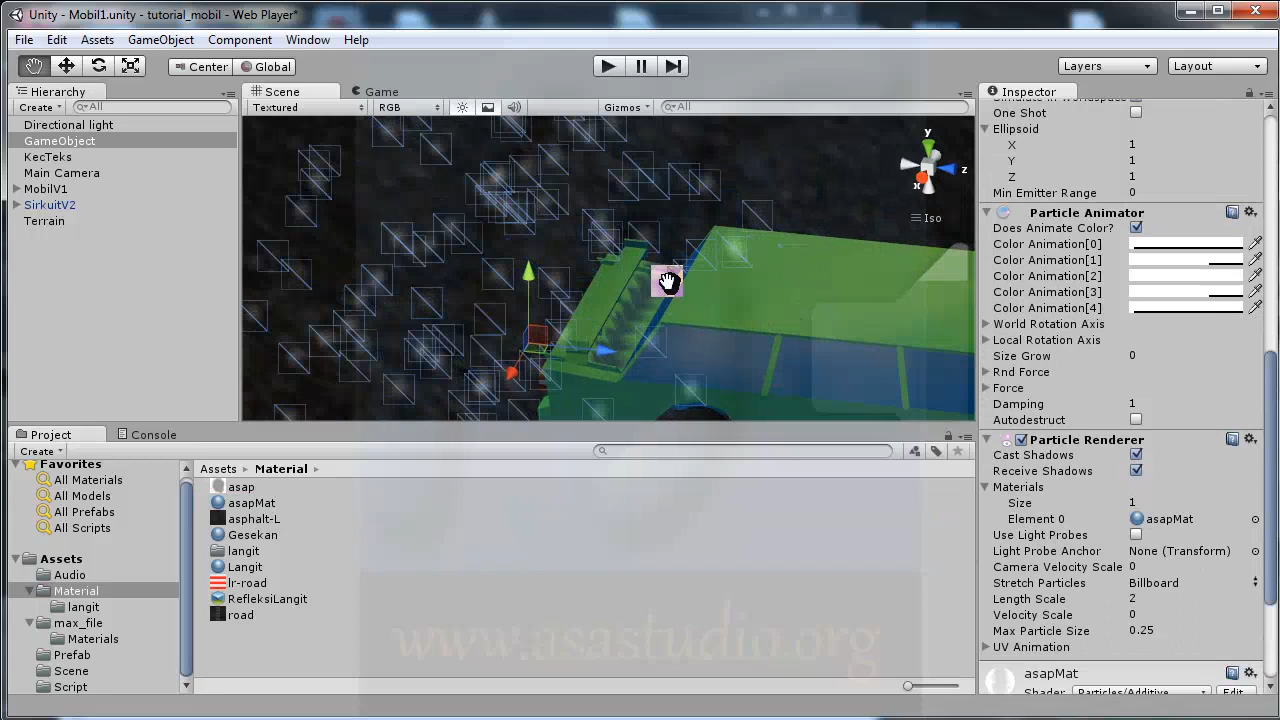 Unity - Mobil1.unity - tutorial_mobil - Web Player*
File Edit Assets GameObject Component Window Help
Center Global Layers Layout
Hierarchy
Create All
Directional light
GameObject
KecTeks
Main Camera
MobilV1
SirkuitV2
Terrain
Scene Game
Textured RGB Gizmos All
y
z
x
Iso
Inspector
One Shot
Ellipsoid
X 1
Y 1
Z 1
Min Emitter Range 0
Particle Animator
Does Animate Color?
Color Animation[0]
Color Animation[1]
Color Animation[2]
Color Animation[3]
Color Animation[4]
World Rotation Axis
Local Rotation Axis
Size Grow 0
Rnd Force
Force
Damping 1
Autodestruct
Particle Renderer
Cast Shadows
Receive Shadows
Materials
Size 1
Element 0 asapMat
Use Light Probes
Light Probe Anchor None (Transform)
Camera Velocity Scale 0
Stretch Particles Billboard
Length Scale 2
Velocity Scale 0
Max Particle Size 0.25
UV Animation
asapMat
Shader Particles/Additive Edit
Project Console
Create
Favorites
All Materials
All Models
All Prefabs
All Scripts
Assets
Audio
Material
langit
max_file
Materials
Prefab
Scene
Script
Assets Material
asap
asapMat
asphalt-L
Gesekan
langit
Langit
lr-road
RefleksiLangit
road
www.asastudio.org